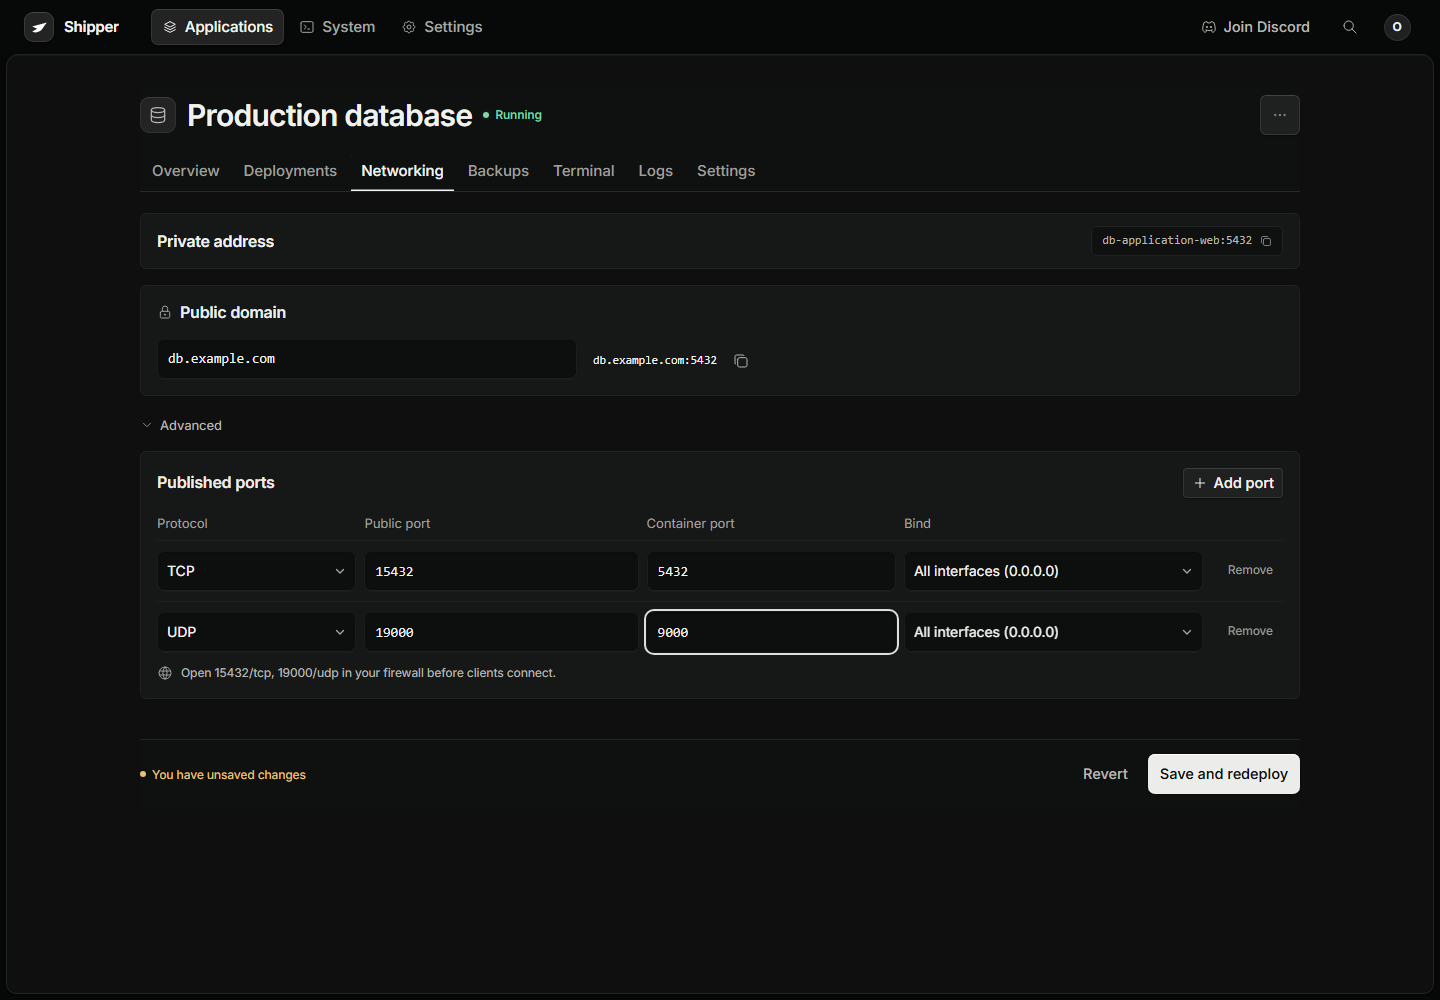 Shipper
Applications
System
Settings
Join Discord
O
Production database
Running
Overview
Deployments
Networking
Backups
Terminal
Logs
Settings
Private address
db-application-web:5432
Public domain
db.example.com
db.example.com:5432
Advanced
Published ports
Add port
Protocol
Public port
Container port
Bind
TCP
15432
5432
All interfaces (0.0.0.0)
Remove
UDP
19000
9000
All interfaces (0.0.0.0)
Remove
Open 15432/tcp, 19000/udp in your firewall before clients connect.
You have unsaved changes
Revert
Save and redeploy